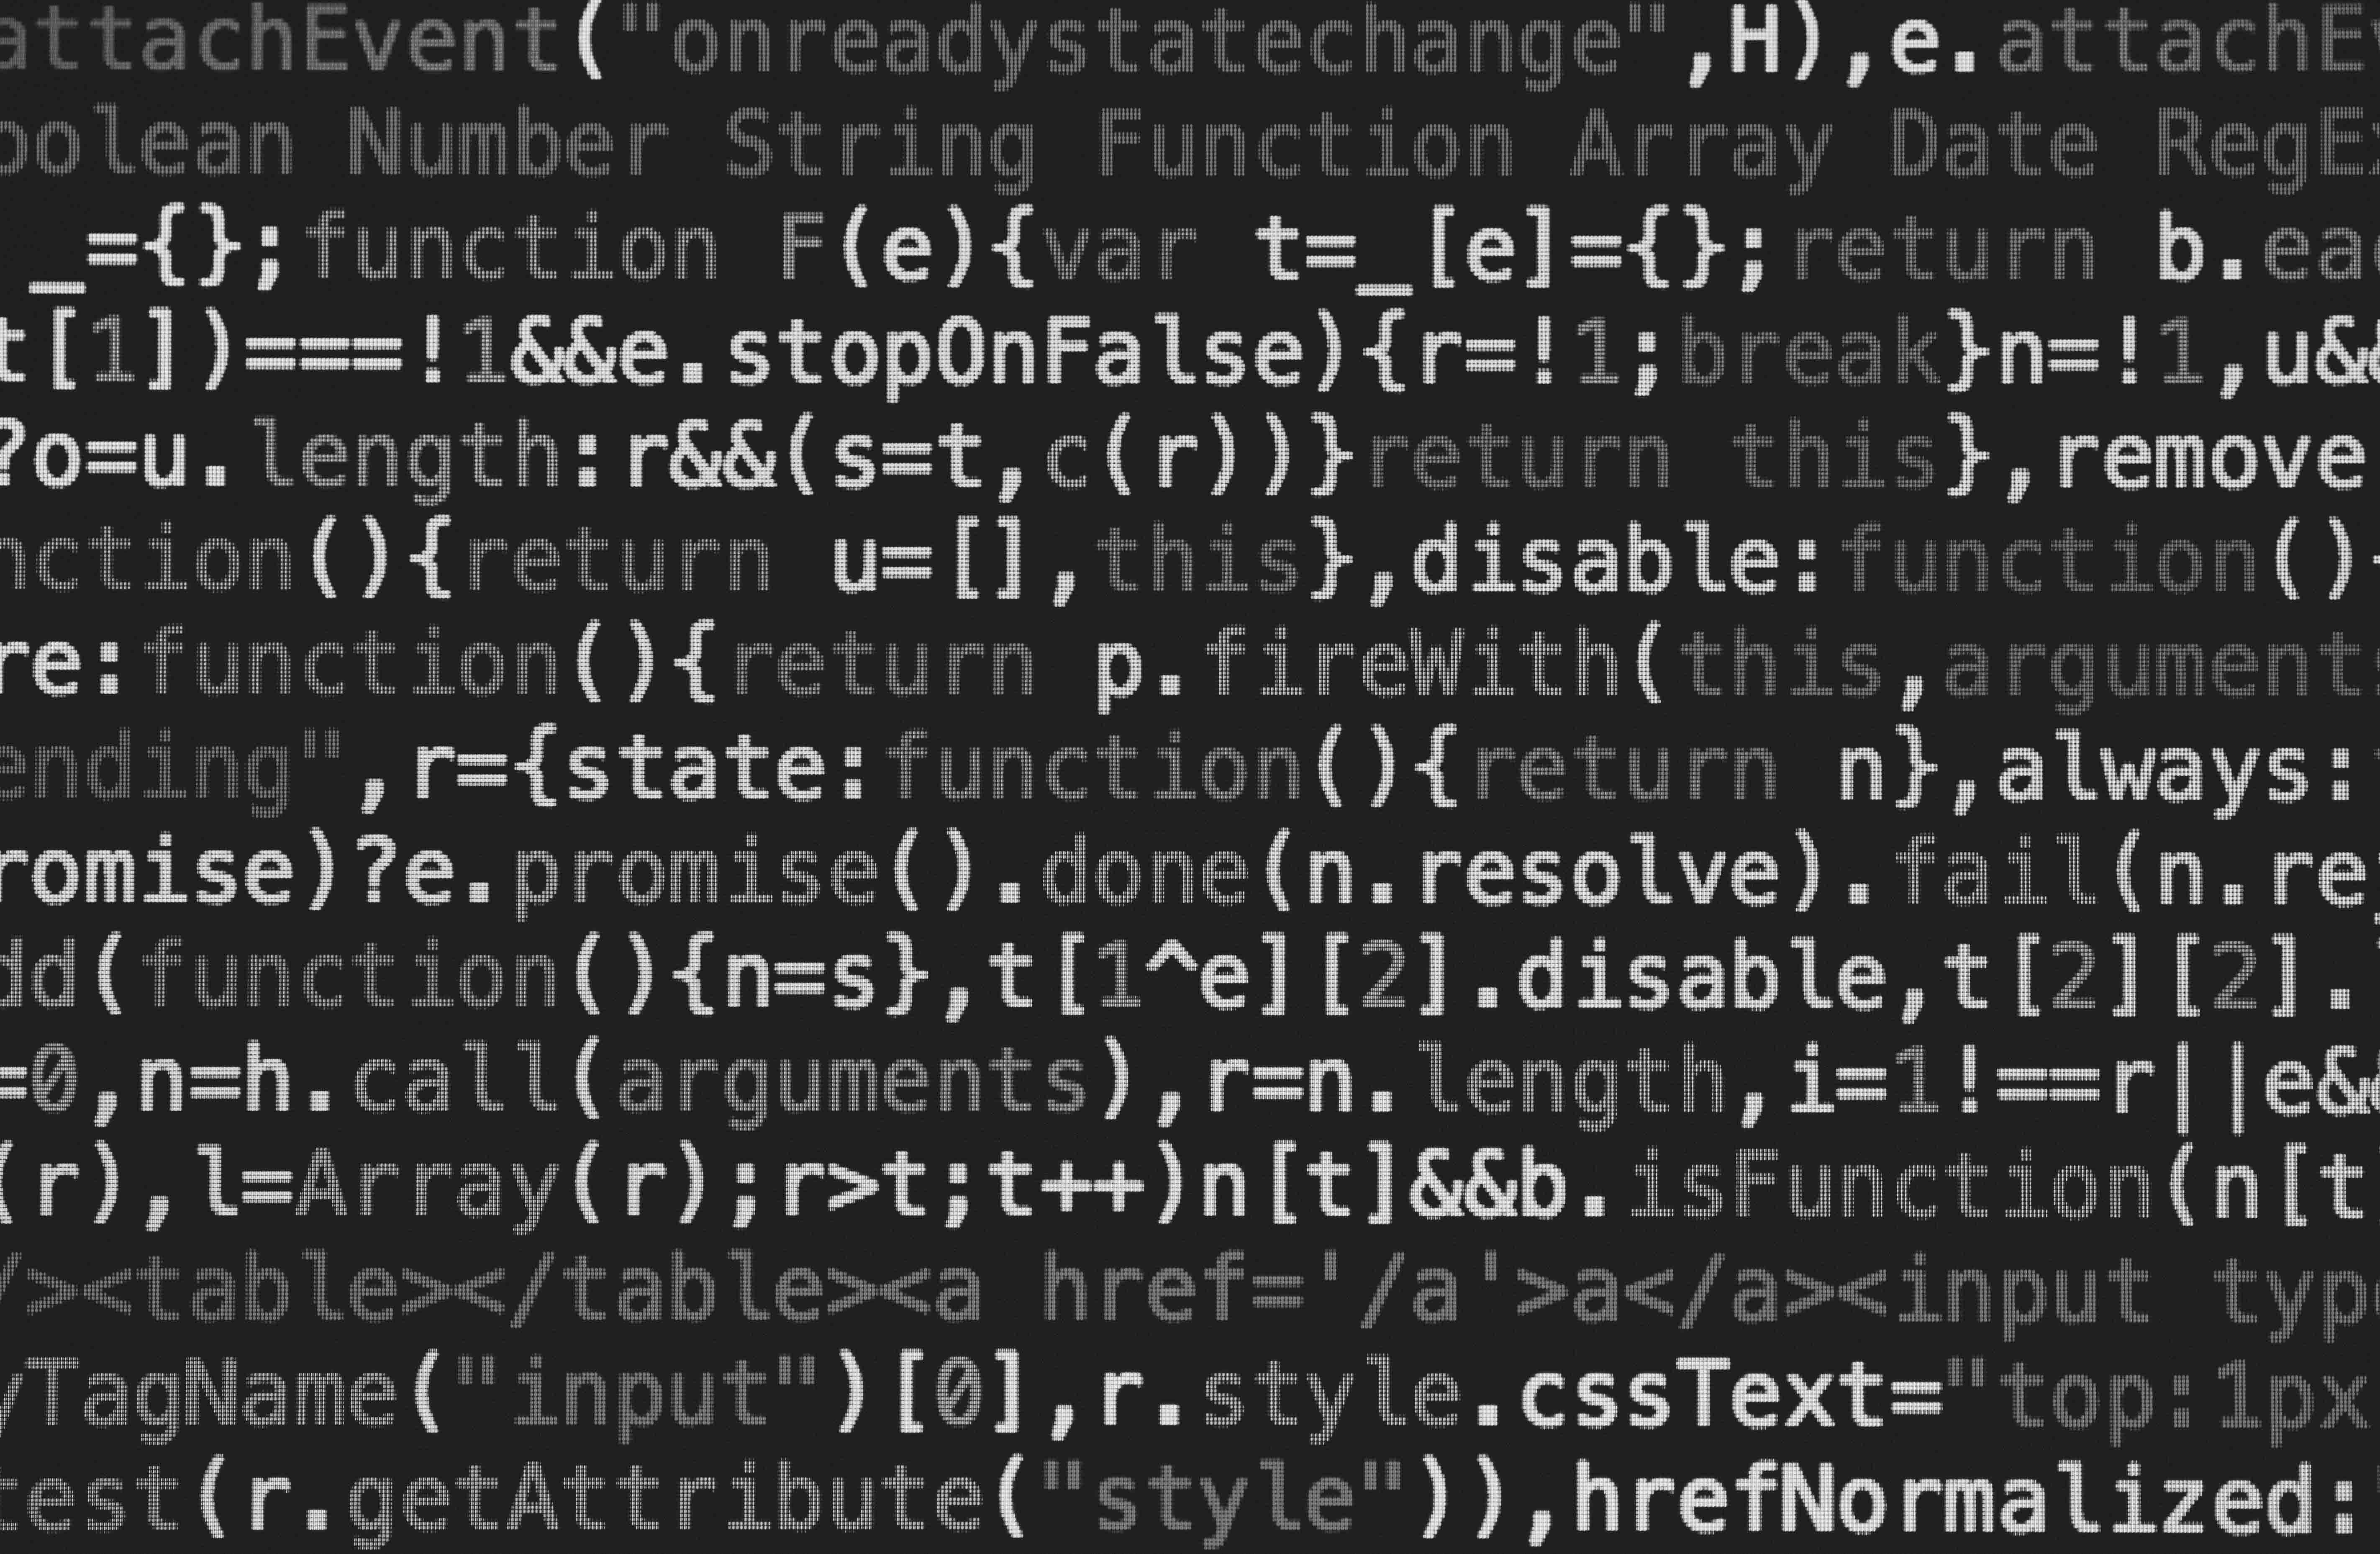 attachEvent("onreadystatechange",H),e.attachEv
oolean Number String Function Array Date RegE
_={};function F(e){var t=_[e]={};return b.ea
t[1])===!1&&e.stopOnFalse){r=!1;break}n=!1,u&&
?o=u.length:r&&(s=t,c(r))}return this},remove
nction(){return u=[],this},disable:function()
re:function(){return p.fireWith(this,argument
ending",r={state:function(){return n},always:
romise)?e.promise().done(n.resolve).fail(n.re
dd(function(){n=s},t[1^e][2].disable,t[2][2].
=0,n=h.call(arguments),r=n.length,i=1!==r||e&&
(r),l=Array(r);r>t;t++)n[t]&&b.isFunction(n[t
/><table></table><a href='/a'>a</a><input typ
yTagName("input")[0],r.style.cssText="top:1px
test(r.getAttribute("style")),hrefNormalized: